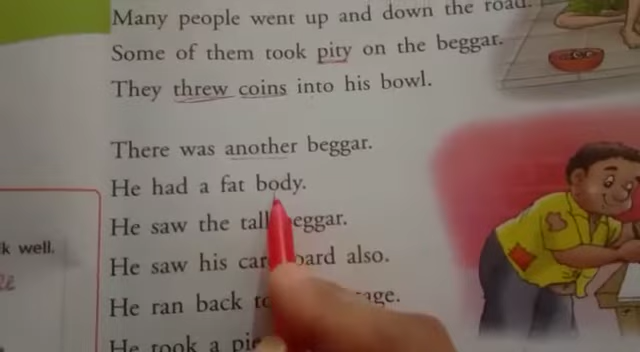 Many people went up and down the road.
Some of them took pity on the beggar.
They threw coins into his bowl.
There was another beggar.
He had a fat body.
He saw the tall beggar.
k well.
He saw his also.
He ran back
He took a